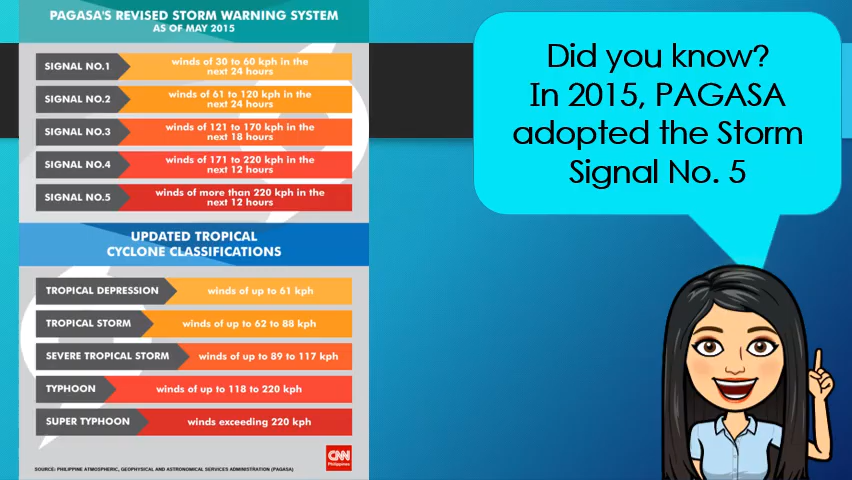 PAGASA'S REVISED STORM WARNING SYSTEM
AS OF MAY 2015
SIGNAL NO.1
winds of 30 to 60 kph in the
next 24 hours
SIGNAL NO.2
winds of 61 to 120 kph in the
next 24 hours
SIGNAL NO.3
winds of 121 to 170 kph in the
next 18 hours
SIGNAL NO.4
winds of 171 to 220 kph in the
next 12 hours
SIGNAL NO.5
winds of more than 220 kph in the
next 12 hours
UPDATED TROPICAL
CYCLONE CLASSIFICATIONS
TROPICAL DEPRESSION
winds of up to 61 kph
TROPICAL STORM
winds of up to 62 to 88 kph
SEVERE TROPICAL STORM
winds of up to 89 to 117 kph
TYPHOON
winds of up to 118 to 220 kph
SUPER TYPHOON
winds exceeding 220 kph
CNN
Philippines
SOURCE: PHILIPPINE ATMOSPHERIC, GEOPHYSICAL AND ASTRONOMICAL SERVICES ADMINISTRATION (PAGASA)
Did you know?
In 2015, PAGASA
adopted the Storm
Signal No. 5